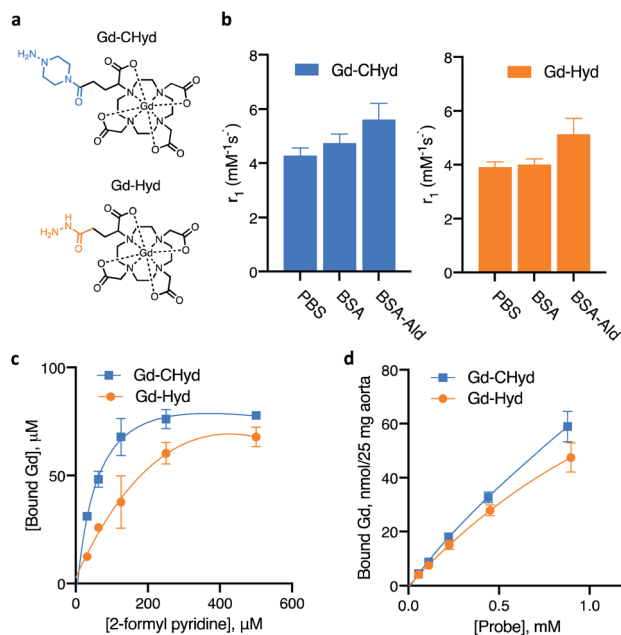 a
Gd-CHyd
H₂N
N
N
O
O
O
N
N
Gd
N
N
O
O
O
O
O
O
Gd-Hyd
H₂N
N
H
O
O
O
N
N
Gd
N
N
O
O
O
O
O
O
b
Gd-CHyd
r₁ (mM⁻¹s⁻)
8
6
4
2
0
PBS
BSA
BSA-Ald
Gd-Hyd
r₁ (mM⁻¹s⁻)
8
6
4
2
0
PBS
BSA
BSA-Ald
c
Gd-CHyd
Gd-Hyd
[Bound Gd], μM
100
50
0
0
200
400
600
[2-formyl pyridine], μM
d
Gd-CHyd
Gd-Hyd
Bound Gd, nmol/25 mg aorta
80
60
40
20
0
0.0
0.5
1.0
[Probe], mM